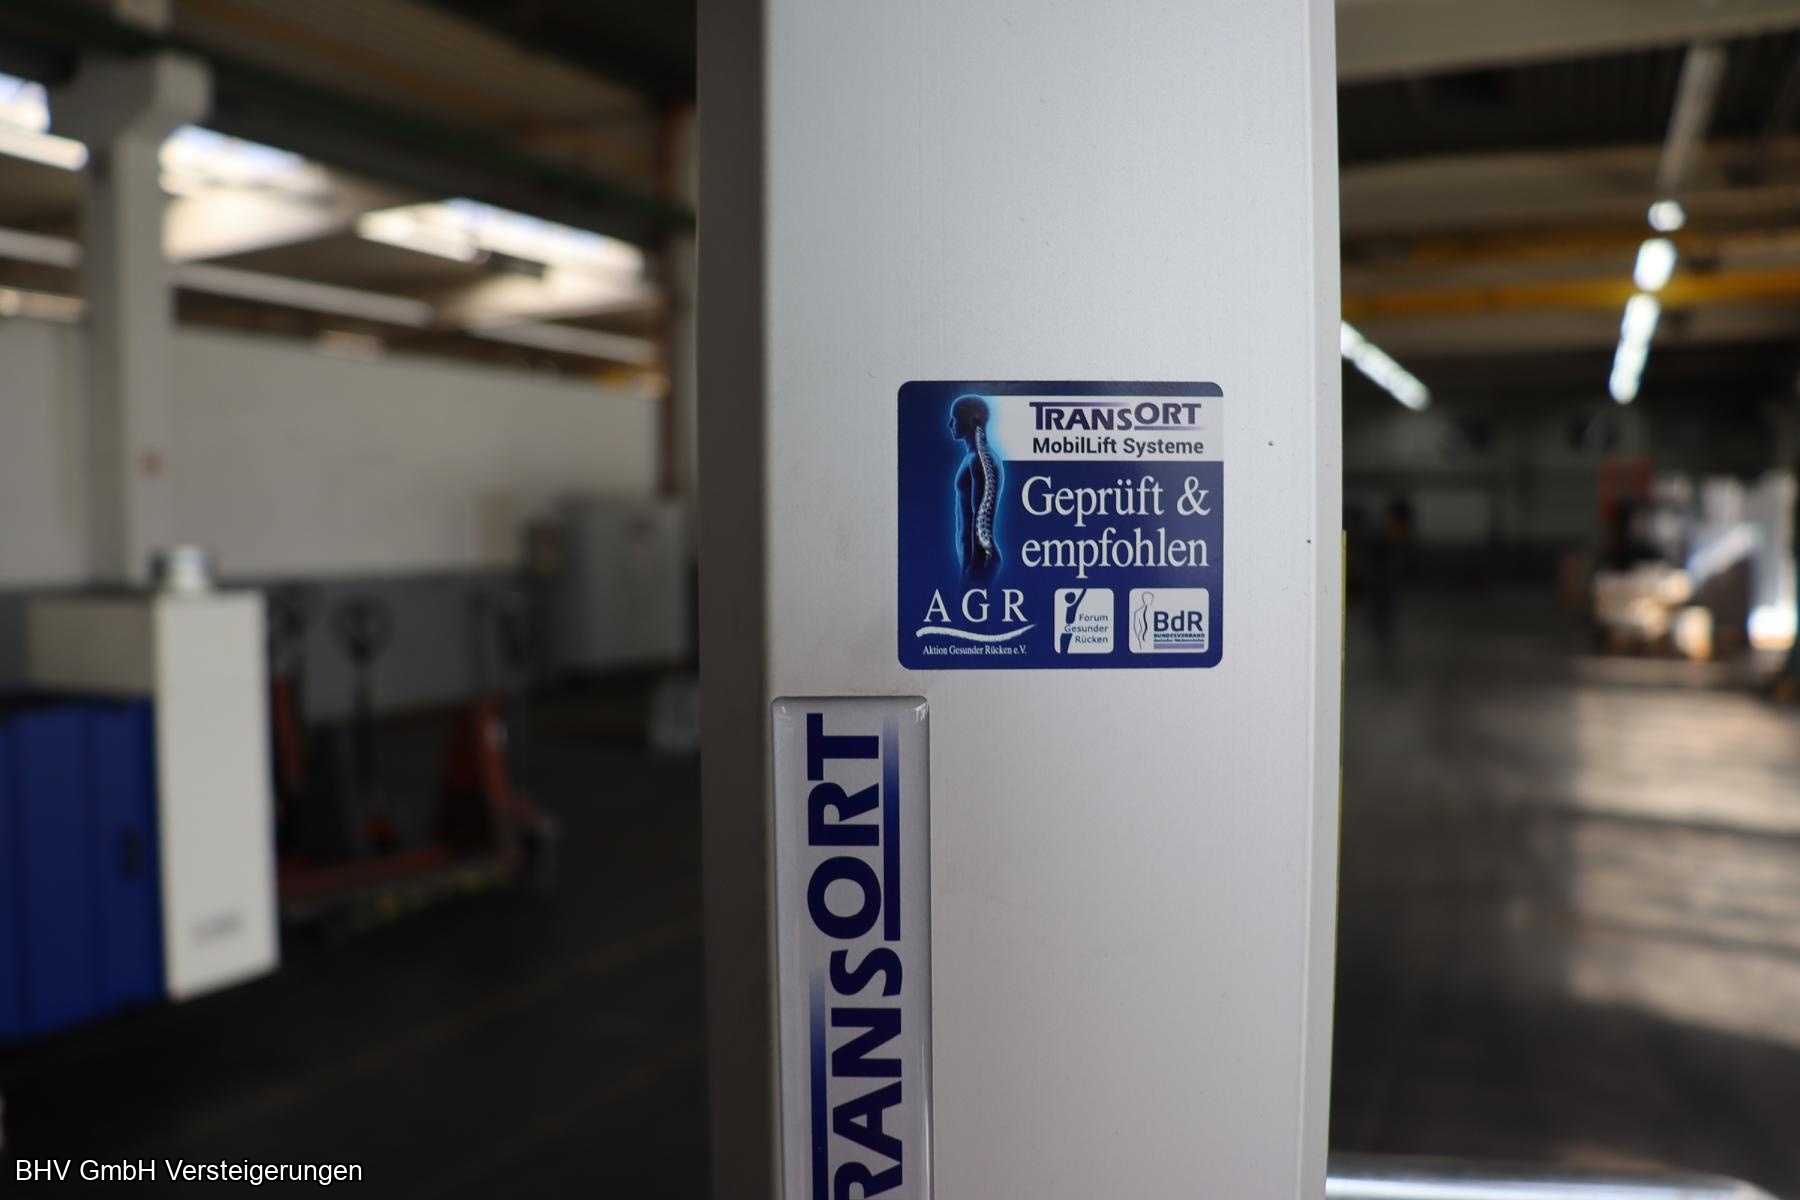 TRANSORT
MobilLift Systeme
Geprüft &
empfohlen
AGR
Aktion Gesunder Rücken e.V.
Forum
Gesunder
Rücken
BdR
BUNDESVERBAND
TRANSORT
BHV GmbH Versteigerungen